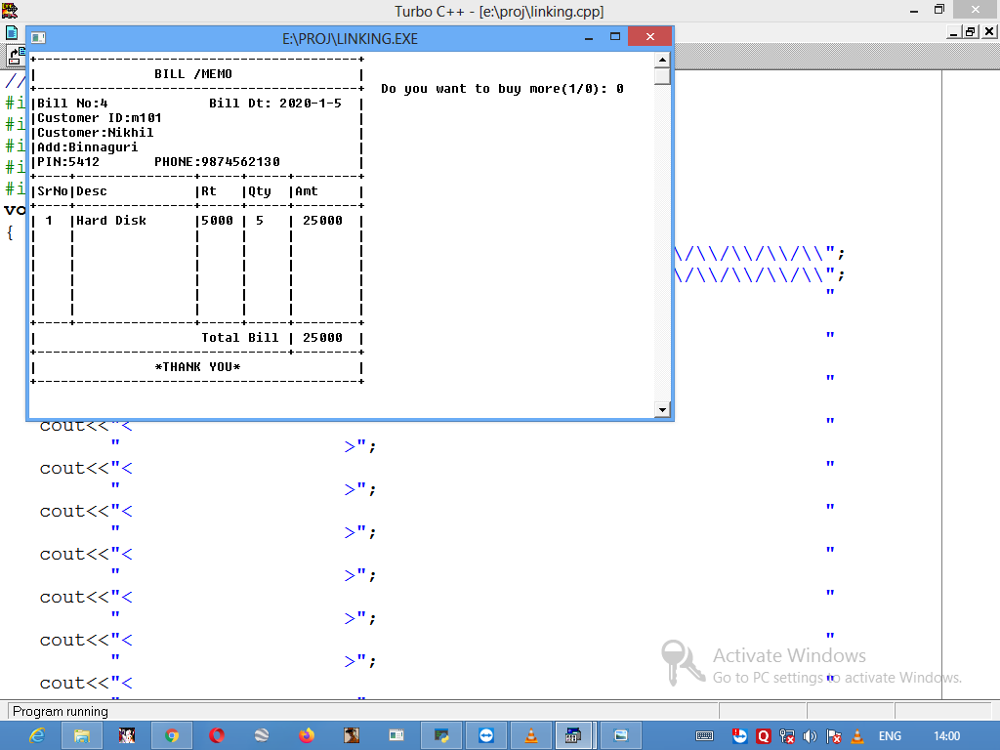 Turbo C++ - [e:\proj\linking.cpp]
E:\PROJ\LINKING.EXE
BILL /MEMO
Do you want to buy more(1/0): 0
Bill No:4 Bill Dt: 2020-1-5
Customer ID:m101
Customer:Nikhil
Add:Binnaguri
PIN:5412 PHONE:9874562130
SrNo|Desc |Rt |Qty |Amt
1 |Hard Disk |5000 | 5 | 25000
Total Bill | 25000
*THANK YOU*
//
#i
#i
#i
#i
#i
vo
{
\/\\/\\/\\/\\";
\/\\/\\/\\/\\";
"
"
"
cout<<"< "
" >";
cout<<"< "
" >";
cout<<"< "
" >";
cout<<"< "
" >";
cout<<"< "
" >";
cout<<"< "
" >";
cout<<"< "
Activate Windows
Go to PC settings to activate Windows.
Program running
ENG 14:00